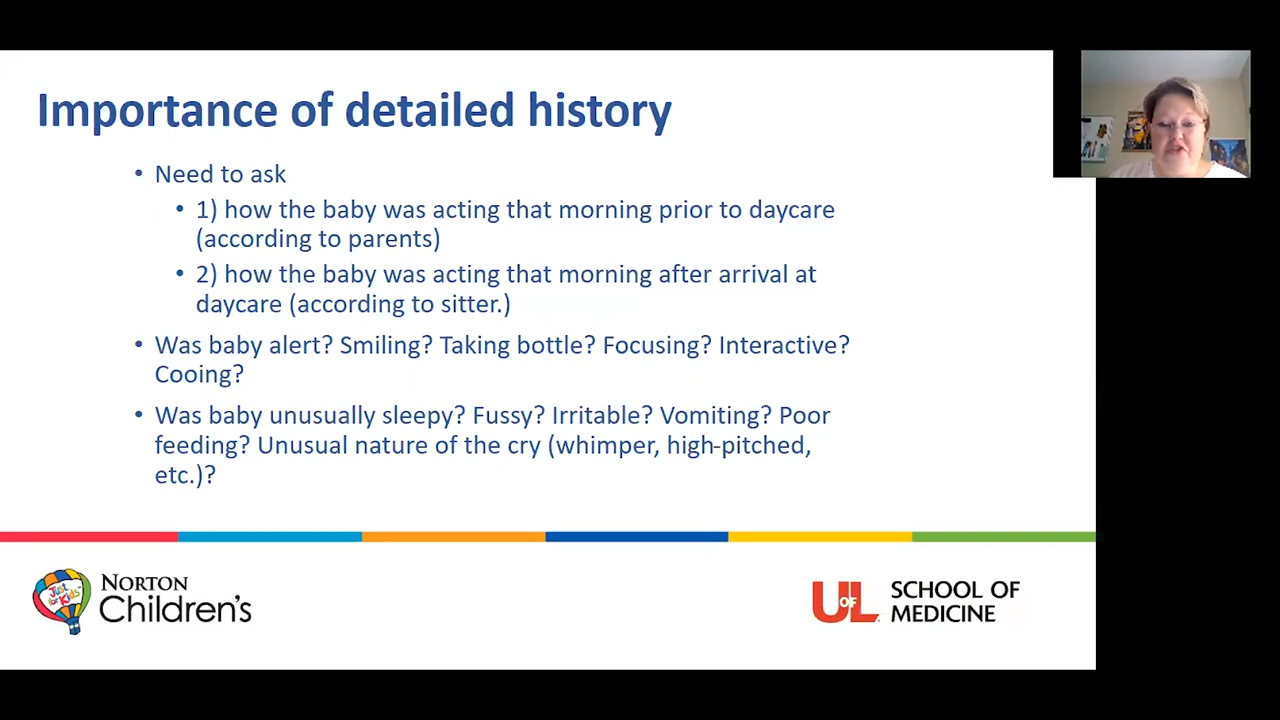 Importance of detailed history
• Need to ask
• 1) how the baby was acting that morning prior to daycare
(according to parents)
• 2) how the baby was acting that morning after arrival at
daycare (according to sitter.)
• Was baby alert? Smiling? Taking bottle? Focusing? Interactive?
Cooing?
• Was baby unusually sleepy? Fussy? Irritable? Vomiting? Poor
feeding? Unusual nature of the cry (whimper, high-pitched,
etc.)?
Just
for Kids
NORTON
Children's
UofL
SCHOOL OF
MEDICINE